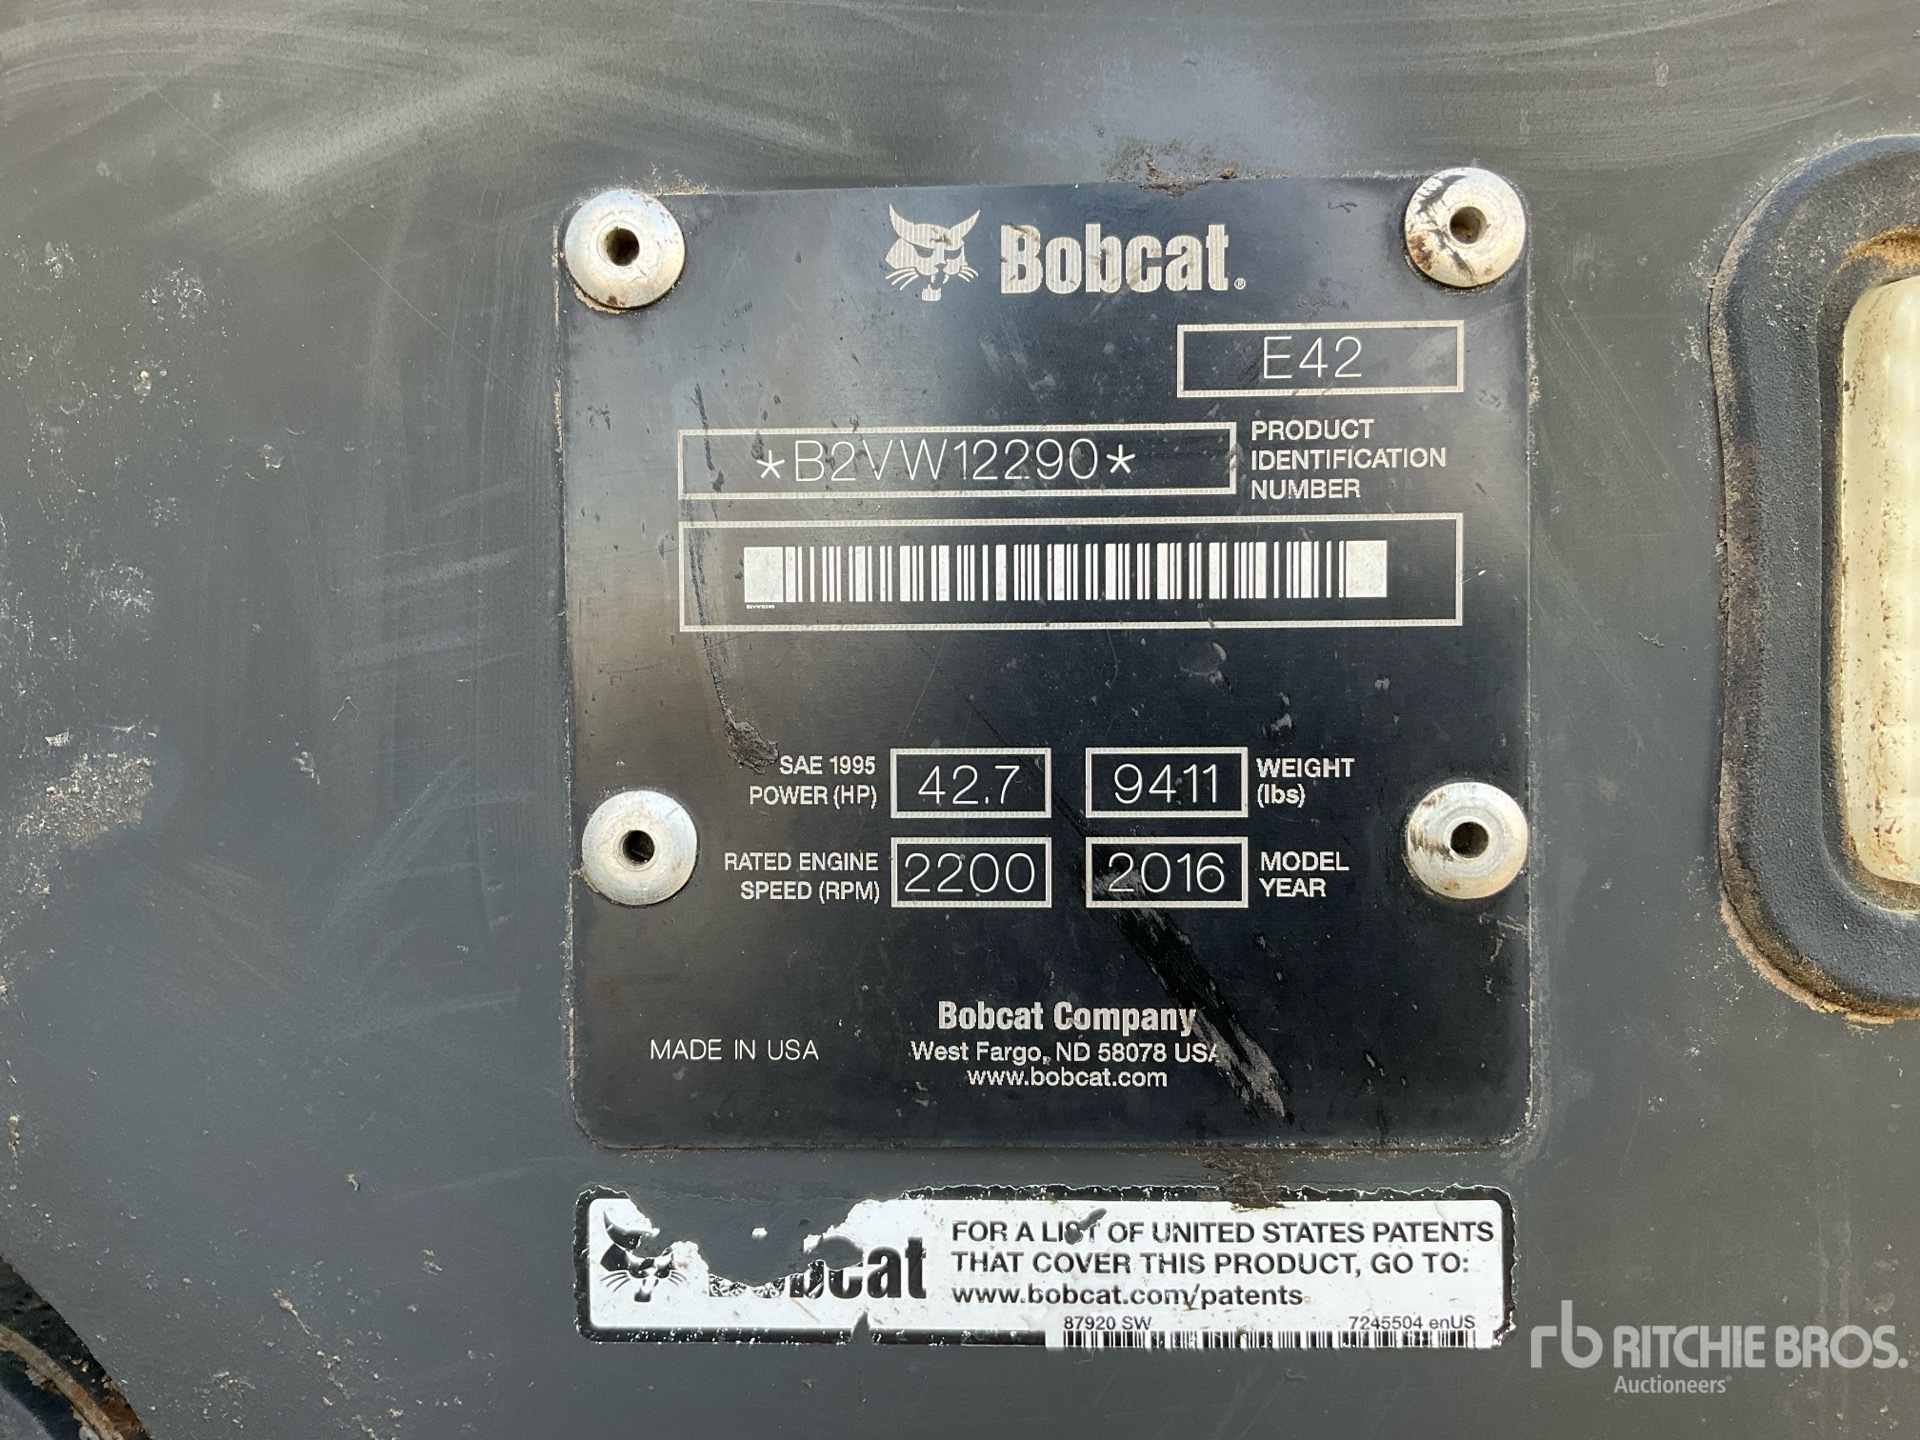 Bobcat®
E42
*B2VW12290*
PRODUCT
IDENTIFICATION
NUMBER
B2VW12290
SAE 1995
POWER (HP)
42.7
9411
WEIGHT
(lbs)
RATED ENGINE
SPEED (RPM)
2200
2016
MODEL
YEAR
MADE IN USA
Bobcat Company
West Fargo, ND 58078 USA
www.bobcat.com
Bobcat
FOR A LIST OF UNITED STATES PATENTS
THAT COVER THIS PRODUCT, GO TO:
www.bobcat.com/patents
87920 SW
7245504 enUS
rb RITCHIE BROS.
Auctioneers